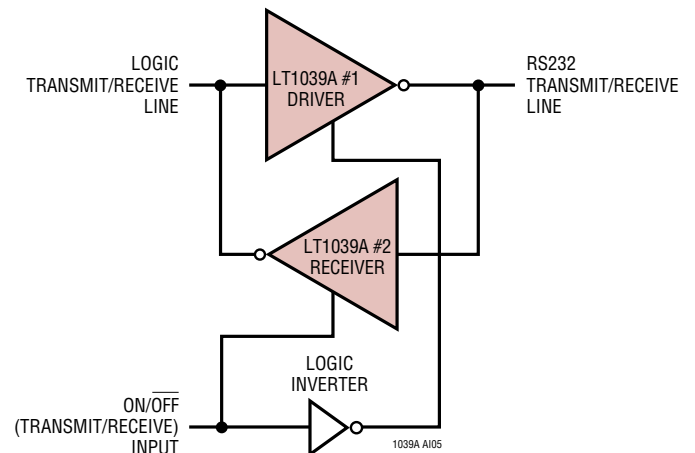 LOGIC
TRANSMIT/RECEIVE
LINE
LT1039A #1
DRIVER
RS232
TRANSMIT/RECEIVE
LINE
LT1039A #2
RECEIVER
LOGIC
INVERTER
ON/OFF
(TRANSMIT/RECEIVE)
INPUT
1039A AI05